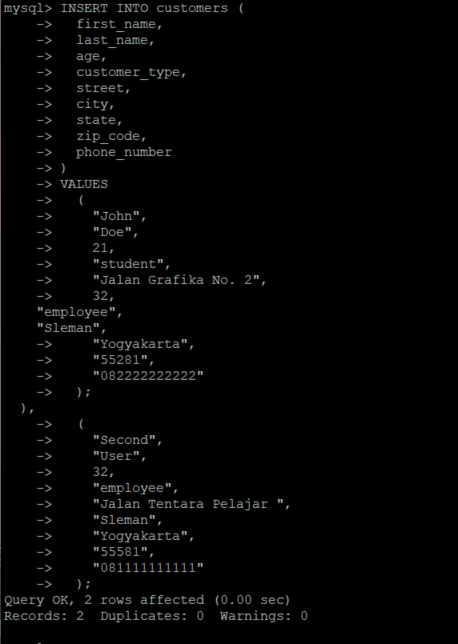 mysql> INSERT INTO customers (
    ->   first_name,
    ->   last_name,
    ->   age,
    ->   customer_type,
    ->   street,
    ->   city,
    ->   state,
    ->   zip_code,
    ->   phone_number
    -> )
    -> VALUES
    ->   (
    ->     "John",
    ->     "Doe",
    ->     21,
    ->     "student",
    ->     "Jalan Grafika No. 2",
    ->     32,
    "employee",
    "Sleman",
    ->     "Yogyakarta",
    ->     "55281",
    ->     "082222222222"
    ->   );
  ),
    ->   (
    ->     "Second",
    ->     "User",
    ->     32,
    ->     "employee",
    ->     "Jalan Tentara Pelajar ",
    ->     "Sleman",
    ->     "Yogyakarta",
    ->     "55581",
    ->     "081111111111"
    ->   );
Query OK, 2 rows affected (0.00 sec)
Records: 2  Duplicates: 0  Warnings: 0